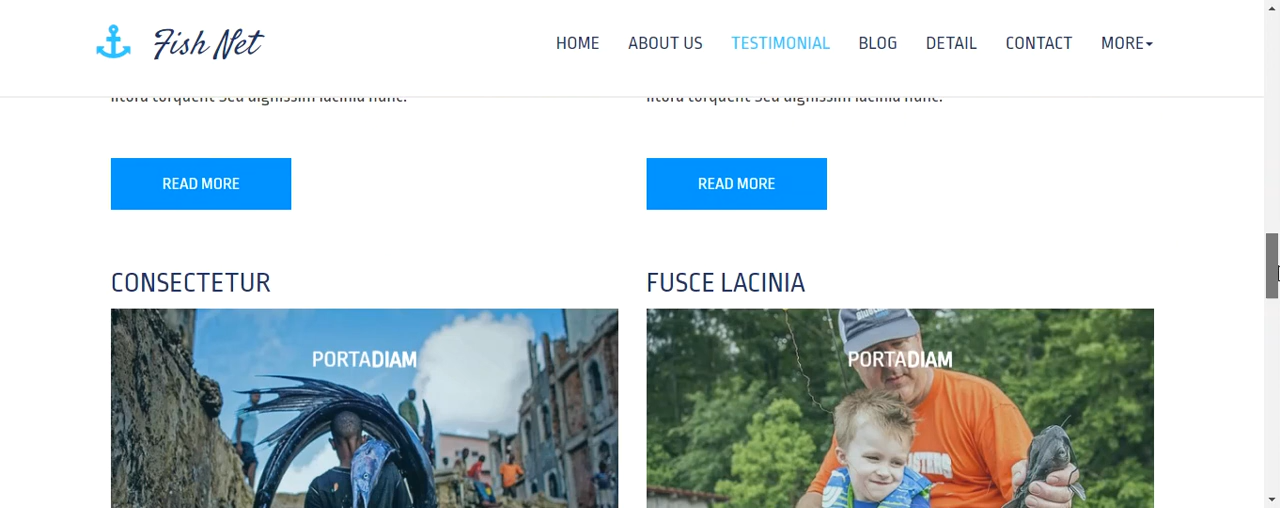 Fish Net
HOME ABOUT US TESTIMONIAL BLOG DETAIL CONTACT MORE
litora torquent Sed dignissim lacinia nunc.
litora torquent Sed dignissim lacinia nunc.
READ MORE
READ MORE
CONSECTETUR
FUSCE LACINIA
PORTADIAM
PORTADIAM